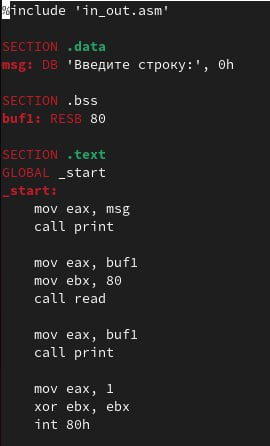 %include 'in_out.asm'
SECTION .data
msg: DB 'Введите строку:', 0h
SECTION .bss
buf1: RESB 80
SECTION .text
GLOBAL _start
_start:
mov eax, msg
call print
mov eax, buf1
mov ebx, 80
call read
mov eax, buf1
call print
mov eax, 1
xor ebx, ebx
int 80h